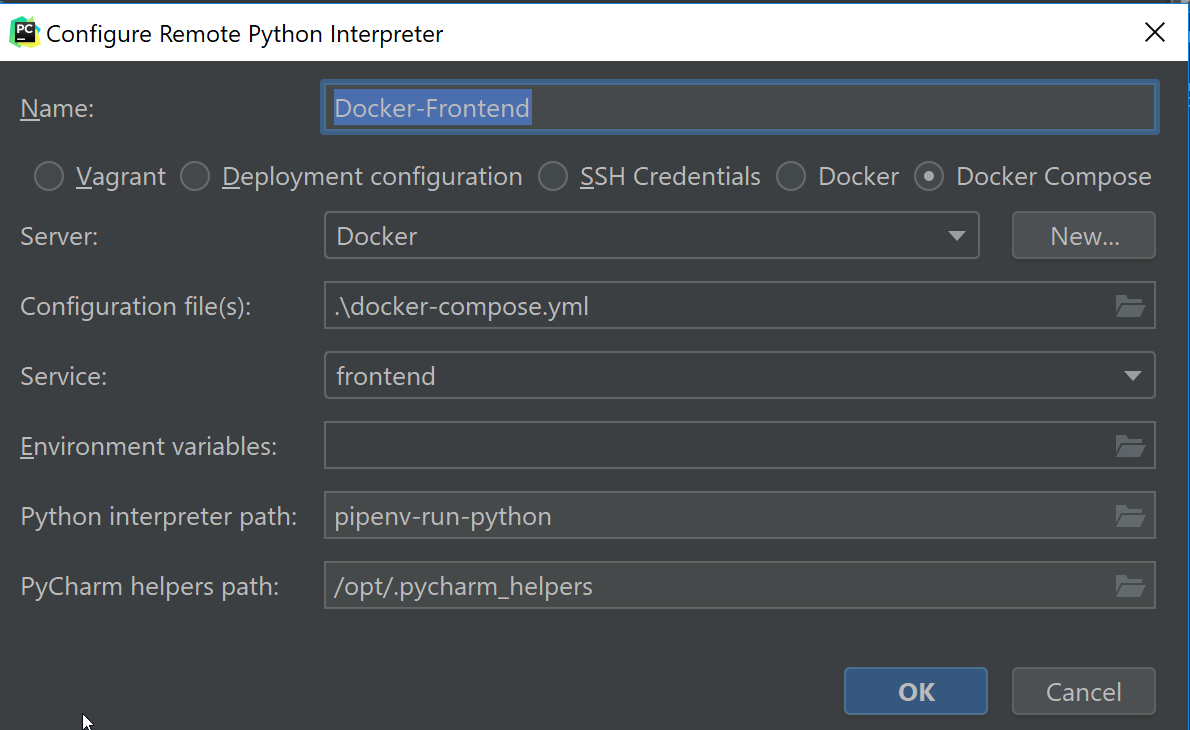 PC Configure Remote Python Interpreter
Name: Docker-Frontend
Vagrant Deployment configuration SSH Credentials Docker Docker Compose
Server: Docker New...
Configuration file(s): .\docker-compose.yml
Service: frontend
Environment variables:
Python interpreter path: pipenv-run-python
PyCharm helpers path: /opt/.pycharm_helpers
OK Cancel